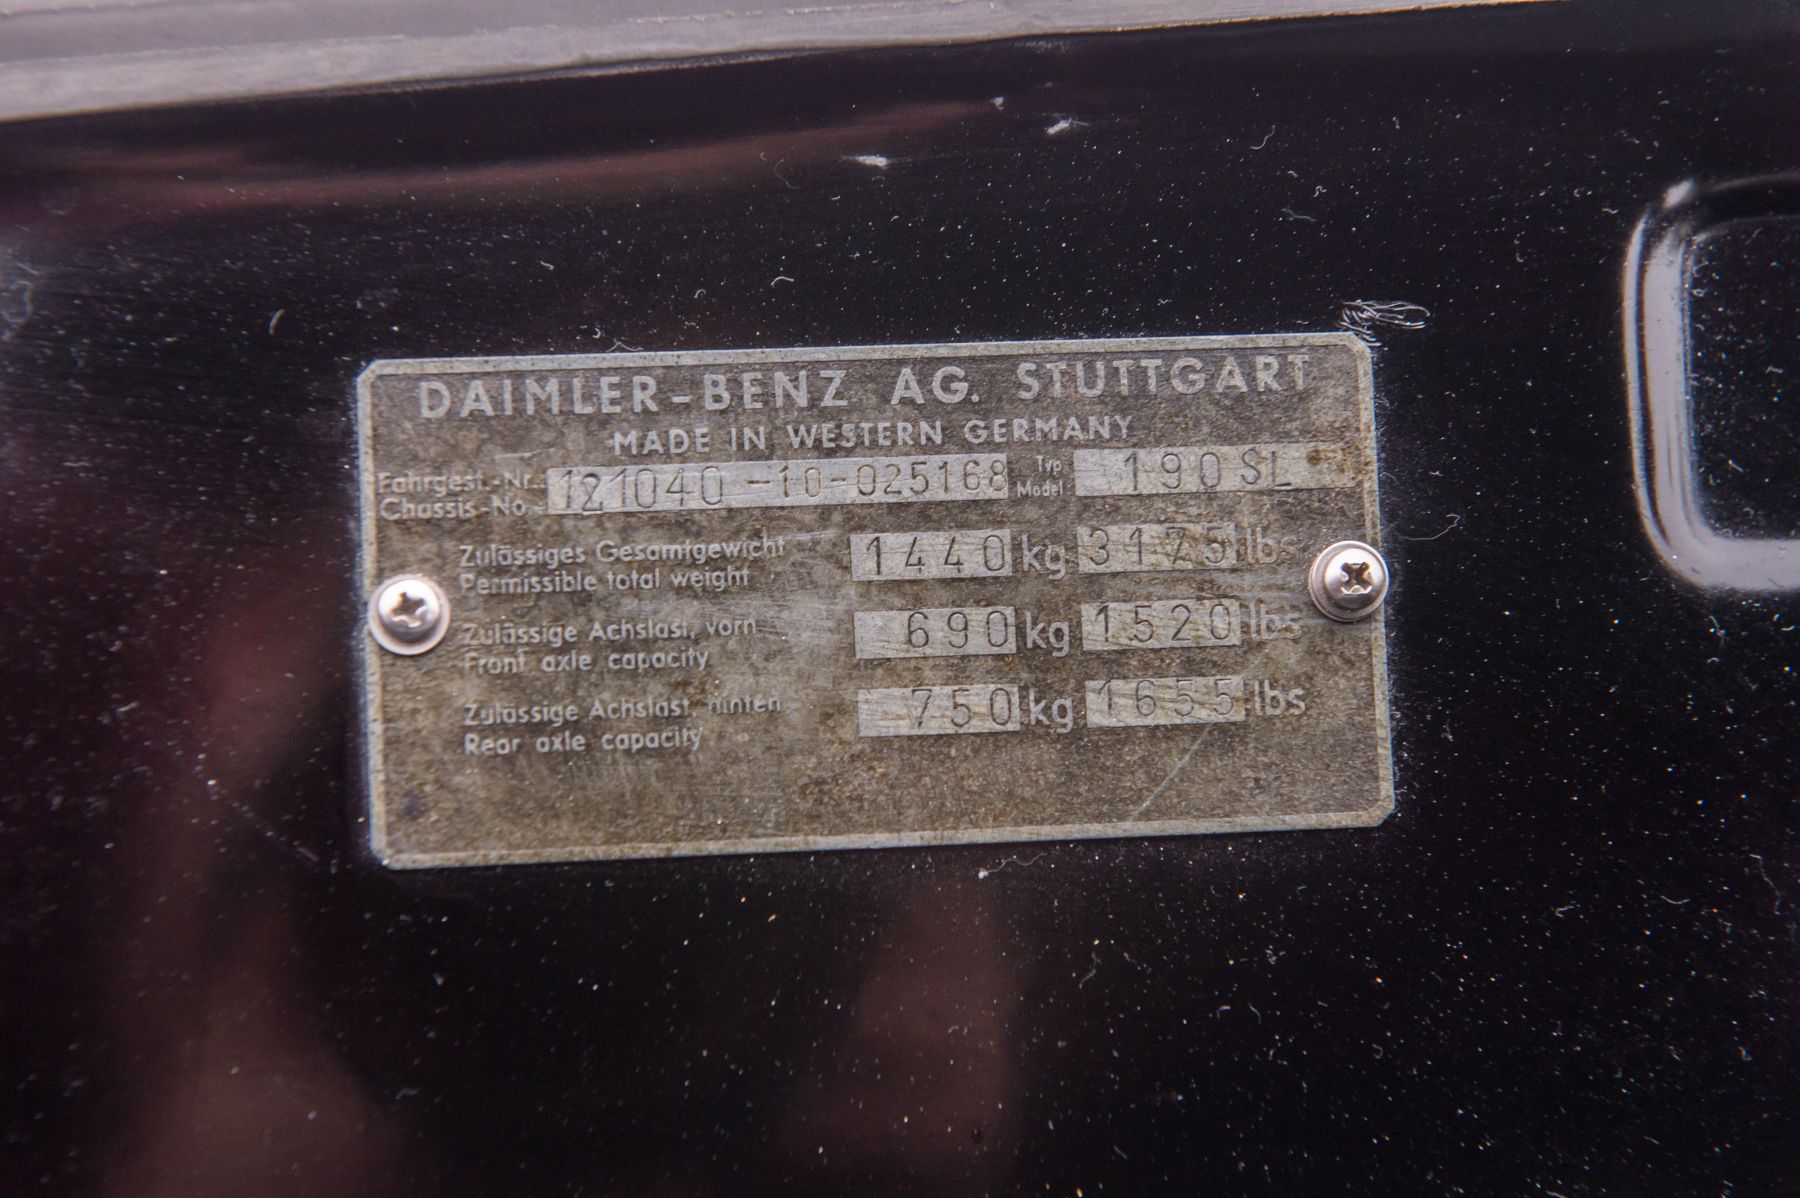 DAIMLER-BENZ AG. STUTTGART
MADE IN WESTERN GERMANY
Fahrgest.-Nr. 121040-10-025168 Typ 190 SL
Chassis-No. Model
Zulässiges Gesamtgewicht 1440 kg 3175 lbs
Permissible total weight
Zulässige Achslast, vorn 690 kg 1520 lbs
Front axle capacity
Zulässige Achslast, hinten 750 kg 1655 lbs
Rear axle capacity